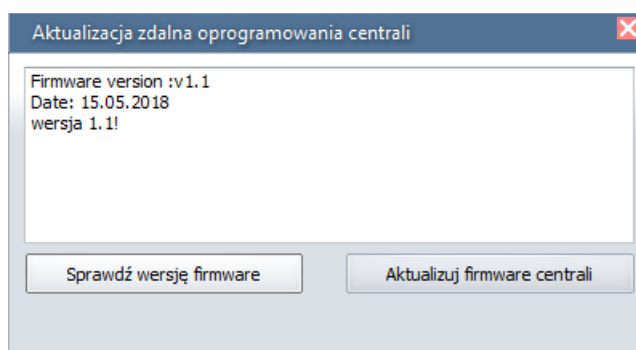 Aktualizacja zdalna oprogramowania centrali
Firmware version :v1.1
Date: 15.05.2018
wersja 1.1!
Sprawdź wersję firmware
Aktualizuj firmware centrali